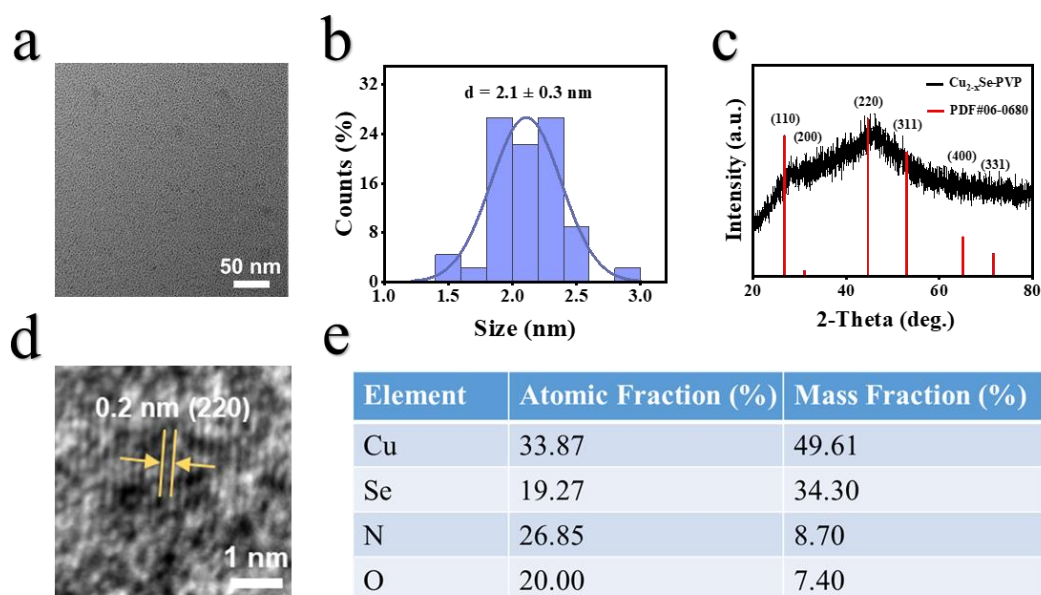 a
50 nm
b
d = 2.1 ± 0.3 nm
Counts (%)
32
24
16
8
0
1.0 1.5 2.0 2.5 3.0
Size (nm)
c
Cu2-xSe-PVP
PDF#06-0680
(110)
(200)
(220)
(311)
(400)
(331)
Intensity (a.u.)
20 40 60 80
2-Theta (deg.)
d
0.2 nm (220)
1 nm
e
Element Atomic Fraction (%) Mass Fraction (%)
Cu 33.87 49.61
Se 19.27 34.30
N 26.85 8.70
O 20.00 7.40